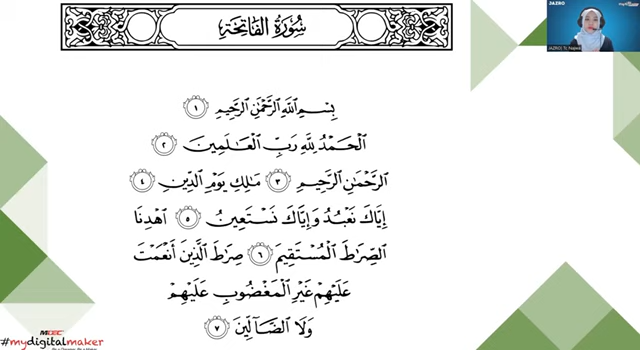 سُورَةُ الفَاتِحَةِ
بِسْمِ اللَّهِ الرَّحْمَٰنِ الرَّحِيمِ ١
الْحَمْدُ لِلَّهِ رَبِّ الْعَالَمِينَ ٢
الرَّحْمَٰنِ الرَّحِيمِ ٣ مَالِكِ يَوْمِ الدِّينِ ٤
إِيَّاكَ نَعْبُدُ وَإِيَّاكَ نَسْتَعِينُ ٥ اهْدِنَا
الصِّرَاطَ الْمُسْتَقِيمَ ٦ صِرَاطَ الَّذِينَ أَنْعَمْتَ
عَلَيْهِمْ غَيْرِ الْمَغْضُوبِ عَلَيْهِمْ
وَلَا الضَّالِّينَ ٧
JAZRO
MDEC
#mydigitalmaker